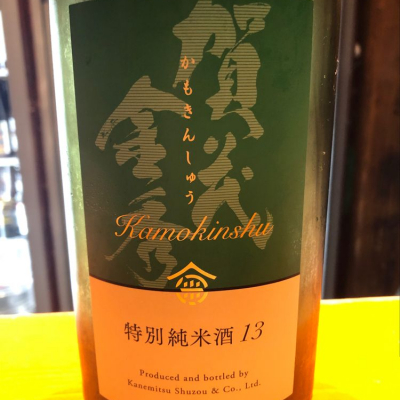 賀茂
金秀
かもきんしゅう
Kamokinshu
特別純米酒 13
Produced and bottled by
Kanemitsu Shuzou & Co., Ltd.